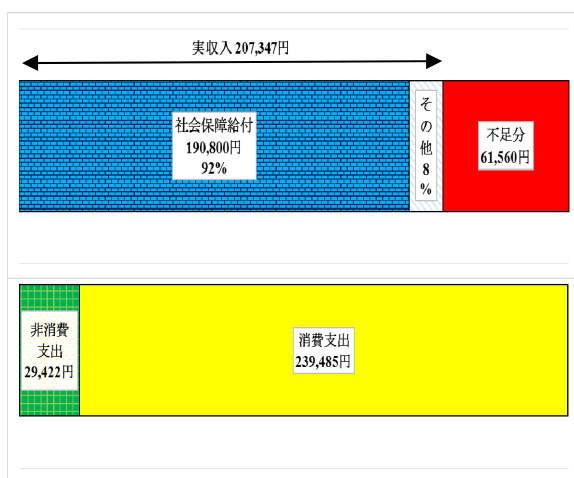 実収入 207,347円
社会保障給付
190,800円
92%
その他8%
不足分
61,560円
非消費
支出
29,422円
消費支出
239,485円